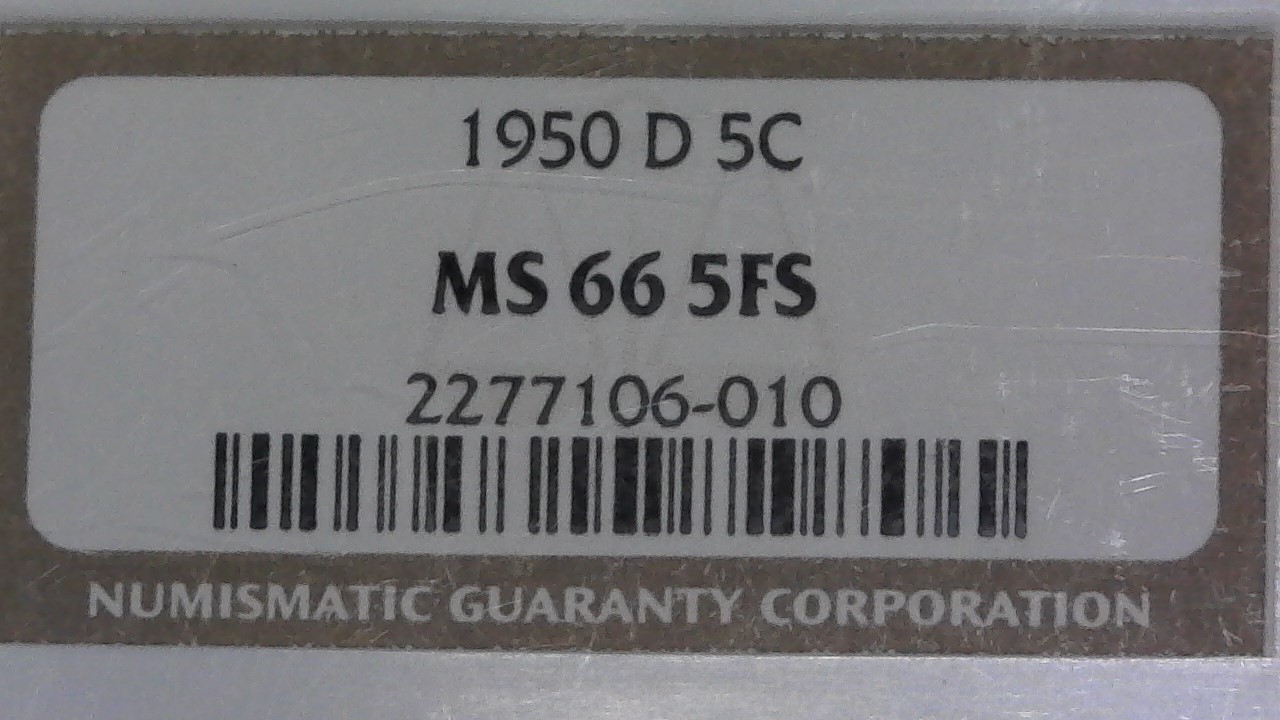 1950 D 5C
MS 66 5FS
2277106-010
NUMISMATIC GUARANTY CORPORATION